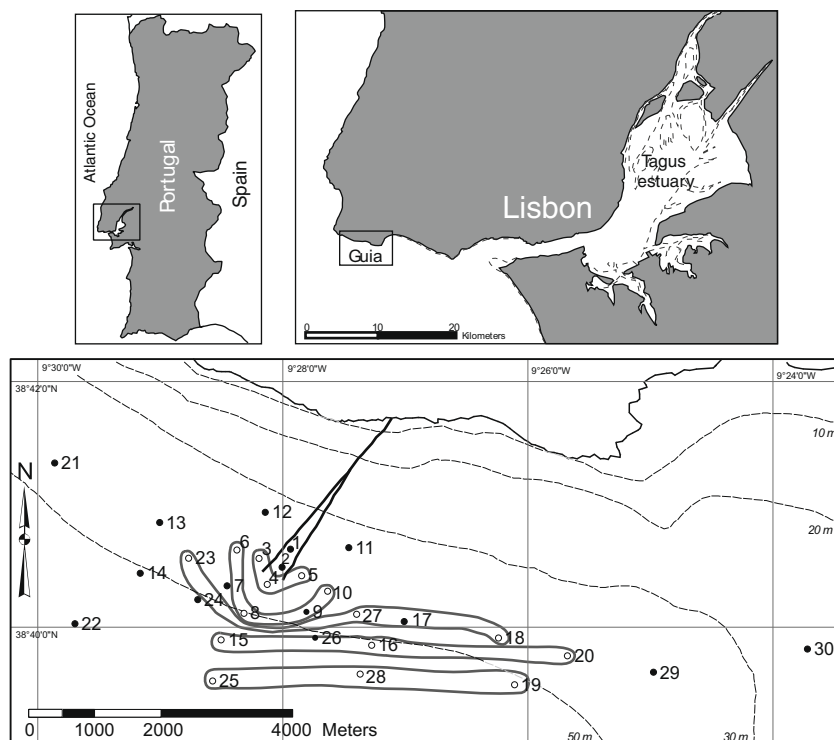 Atlantic Ocean
Portugal
Spain
Tagus
estuary
Lisbon
Guia
0 10 20
Kilometers
9°30'0"W 9°28'0"W 9°26'0"W 9°24'0"W
38°42'0"N
10 m
21
N
12
20 m
13
6 3 1 11
23 2
14 4 5
7 10
24 8 9 27 17
22
38°40'0"N
15 26 16 18
20 30
25 28 19 29
0 1000 2000 4000 Meters
50 m 30 m